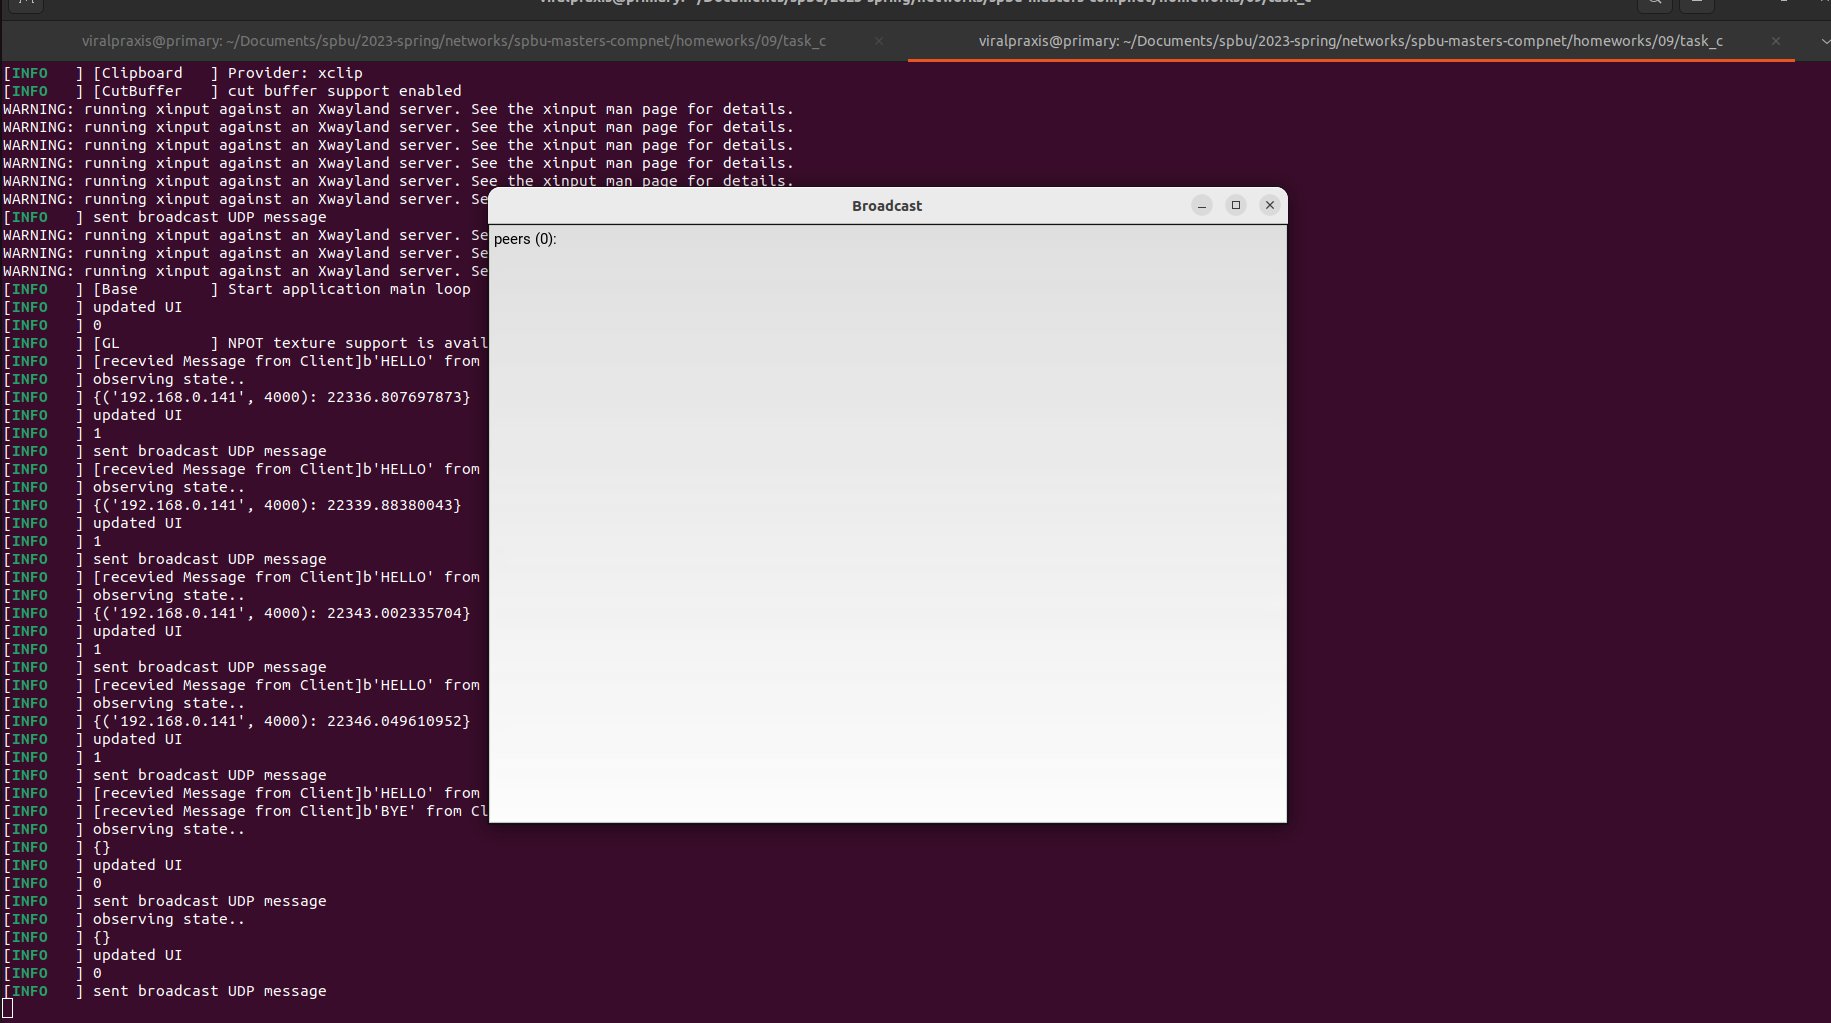 viralpraxis@primary: ~/Documents/spbu/2023-spring/networks/spbu-masters-compnet/homeworks/09/task_c
viralpraxis@primary: ~/Documents/spbu/2023-spring/networks/spbu-masters-compnet/homeworks/09/task_c × viralpraxis@primary: ~/Documents/spbu/2023-spring/networks/spbu-masters-compnet/homeworks/09/task_c ×
[INFO   ] [Clipboard   ] Provider: xclip
[INFO   ] [CutBuffer   ] cut buffer support enabled
WARNING: running xinput against an Xwayland server. See the xinput man page for details.
WARNING: running xinput against an Xwayland server. See the xinput man page for details.
WARNING: running xinput against an Xwayland server. See the xinput man page for details.
WARNING: running xinput against an Xwayland server. See the xinput man page for details.
WARNING: running xinput against an Xwayland server. See the xinput man page for details.
WARNING: running xinput against an Xwayland server. Se
[INFO   ] sent broadcast UDP message
WARNING: running xinput against an Xwayland server. Se
WARNING: running xinput against an Xwayland server. Se
WARNING: running xinput against an Xwayland server. Se
[INFO   ] [Base        ] Start application main loop
[INFO   ] updated UI
[INFO   ] 0
[INFO   ] [GL          ] NPOT texture support is avail
[INFO   ] [recevied Message from Client]b'HELLO' from
[INFO   ] observing state..
[INFO   ] {('192.168.0.141', 4000): 22336.807697873}
[INFO   ] updated UI
[INFO   ] 1
[INFO   ] sent broadcast UDP message
[INFO   ] [recevied Message from Client]b'HELLO' from
[INFO   ] observing state..
[INFO   ] {('192.168.0.141', 4000): 22339.88380043}
[INFO   ] updated UI
[INFO   ] 1
[INFO   ] sent broadcast UDP message
[INFO   ] [recevied Message from Client]b'HELLO' from
[INFO   ] observing state..
[INFO   ] {('192.168.0.141', 4000): 22343.002335704}
[INFO   ] updated UI
[INFO   ] 1
[INFO   ] sent broadcast UDP message
[INFO   ] [recevied Message from Client]b'HELLO' from
[INFO   ] observing state..
[INFO   ] {('192.168.0.141', 4000): 22346.049610952}
[INFO   ] updated UI
[INFO   ] 1
[INFO   ] sent broadcast UDP message
[INFO   ] [recevied Message from Client]b'HELLO' from
[INFO   ] [recevied Message from Client]b'BYE' from Cl
[INFO   ] observing state..
[INFO   ] {}
[INFO   ] updated UI
[INFO   ] 0
[INFO   ] sent broadcast UDP message
[INFO   ] observing state..
[INFO   ] {}
[INFO   ] updated UI
[INFO   ] 0
[INFO   ] sent broadcast UDP message
Broadcast
peers (0):